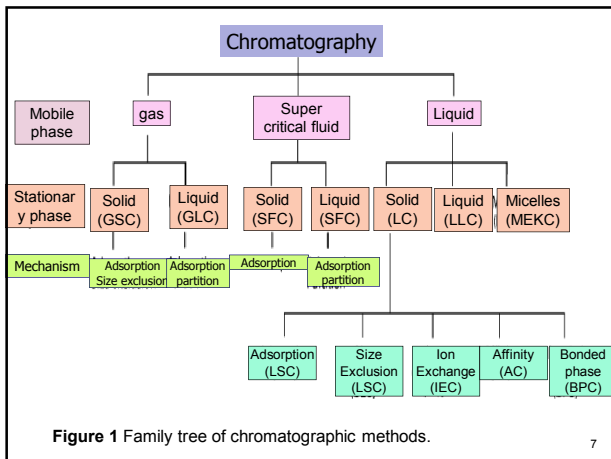 Chromatography
Mobile
phase
gas
Super
critical fluid
Liquid
Stationar
y phase
Solid
(GSC)
Liquid
(GLC)
Solid
(SFC)
Liquid
(SFC)
Solid
(LC)
Liquid
(LLC)
Micelles
(MEKC)
Mechanism
Adsorption
Size exclusion
Adsorption
partition
Adsorption
Adsorption
partition
Adsorption
(LSC)
Size
Exclusion
(LSC)
Ion
Exchange
(IEC)
Affinity
(AC)
Bonded
phase
(BPC)
Figure 1 Family tree of chromatographic methods.
7